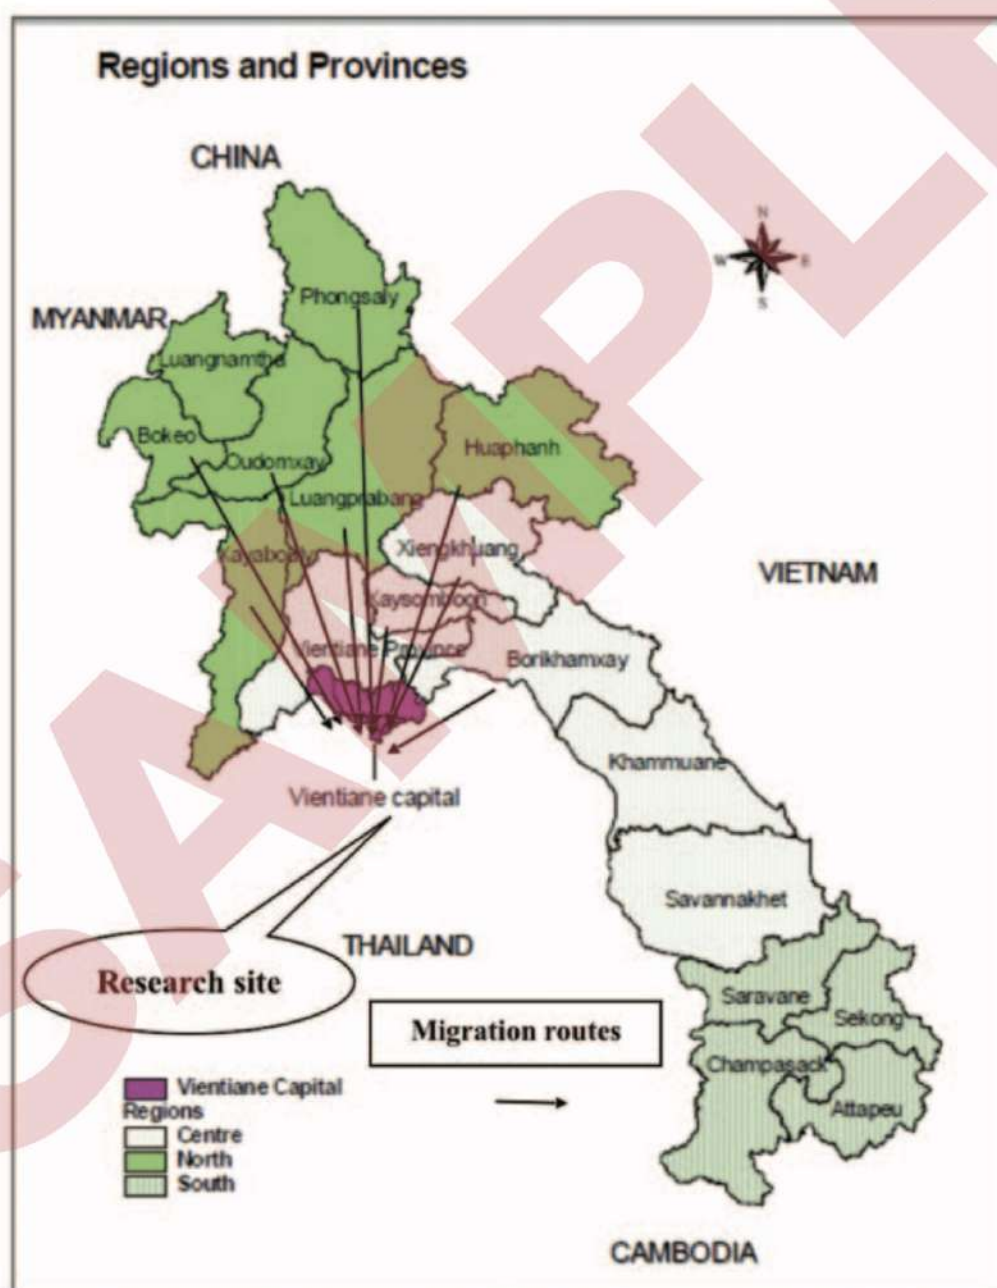 Regions and Provinces
CHINA
N
W E
S
Phongsaly
MYANMAR
Luangnamtha
Bokeo
Oudomxay
Huaphanh
Luangprabang
Xayaboely
Xiengkhuang
VIETNAM
Xaysomboon
Vientiane Province
Borikhamxay
Khammuane
Vientiane capital
Savannakhet
THAILAND
Research site
Saravane
Sekong
Migration routes
Champasack
Vientiane Capital
Attapeu
Regions
Centre
North
South
CAMBODIA
SAMPLE